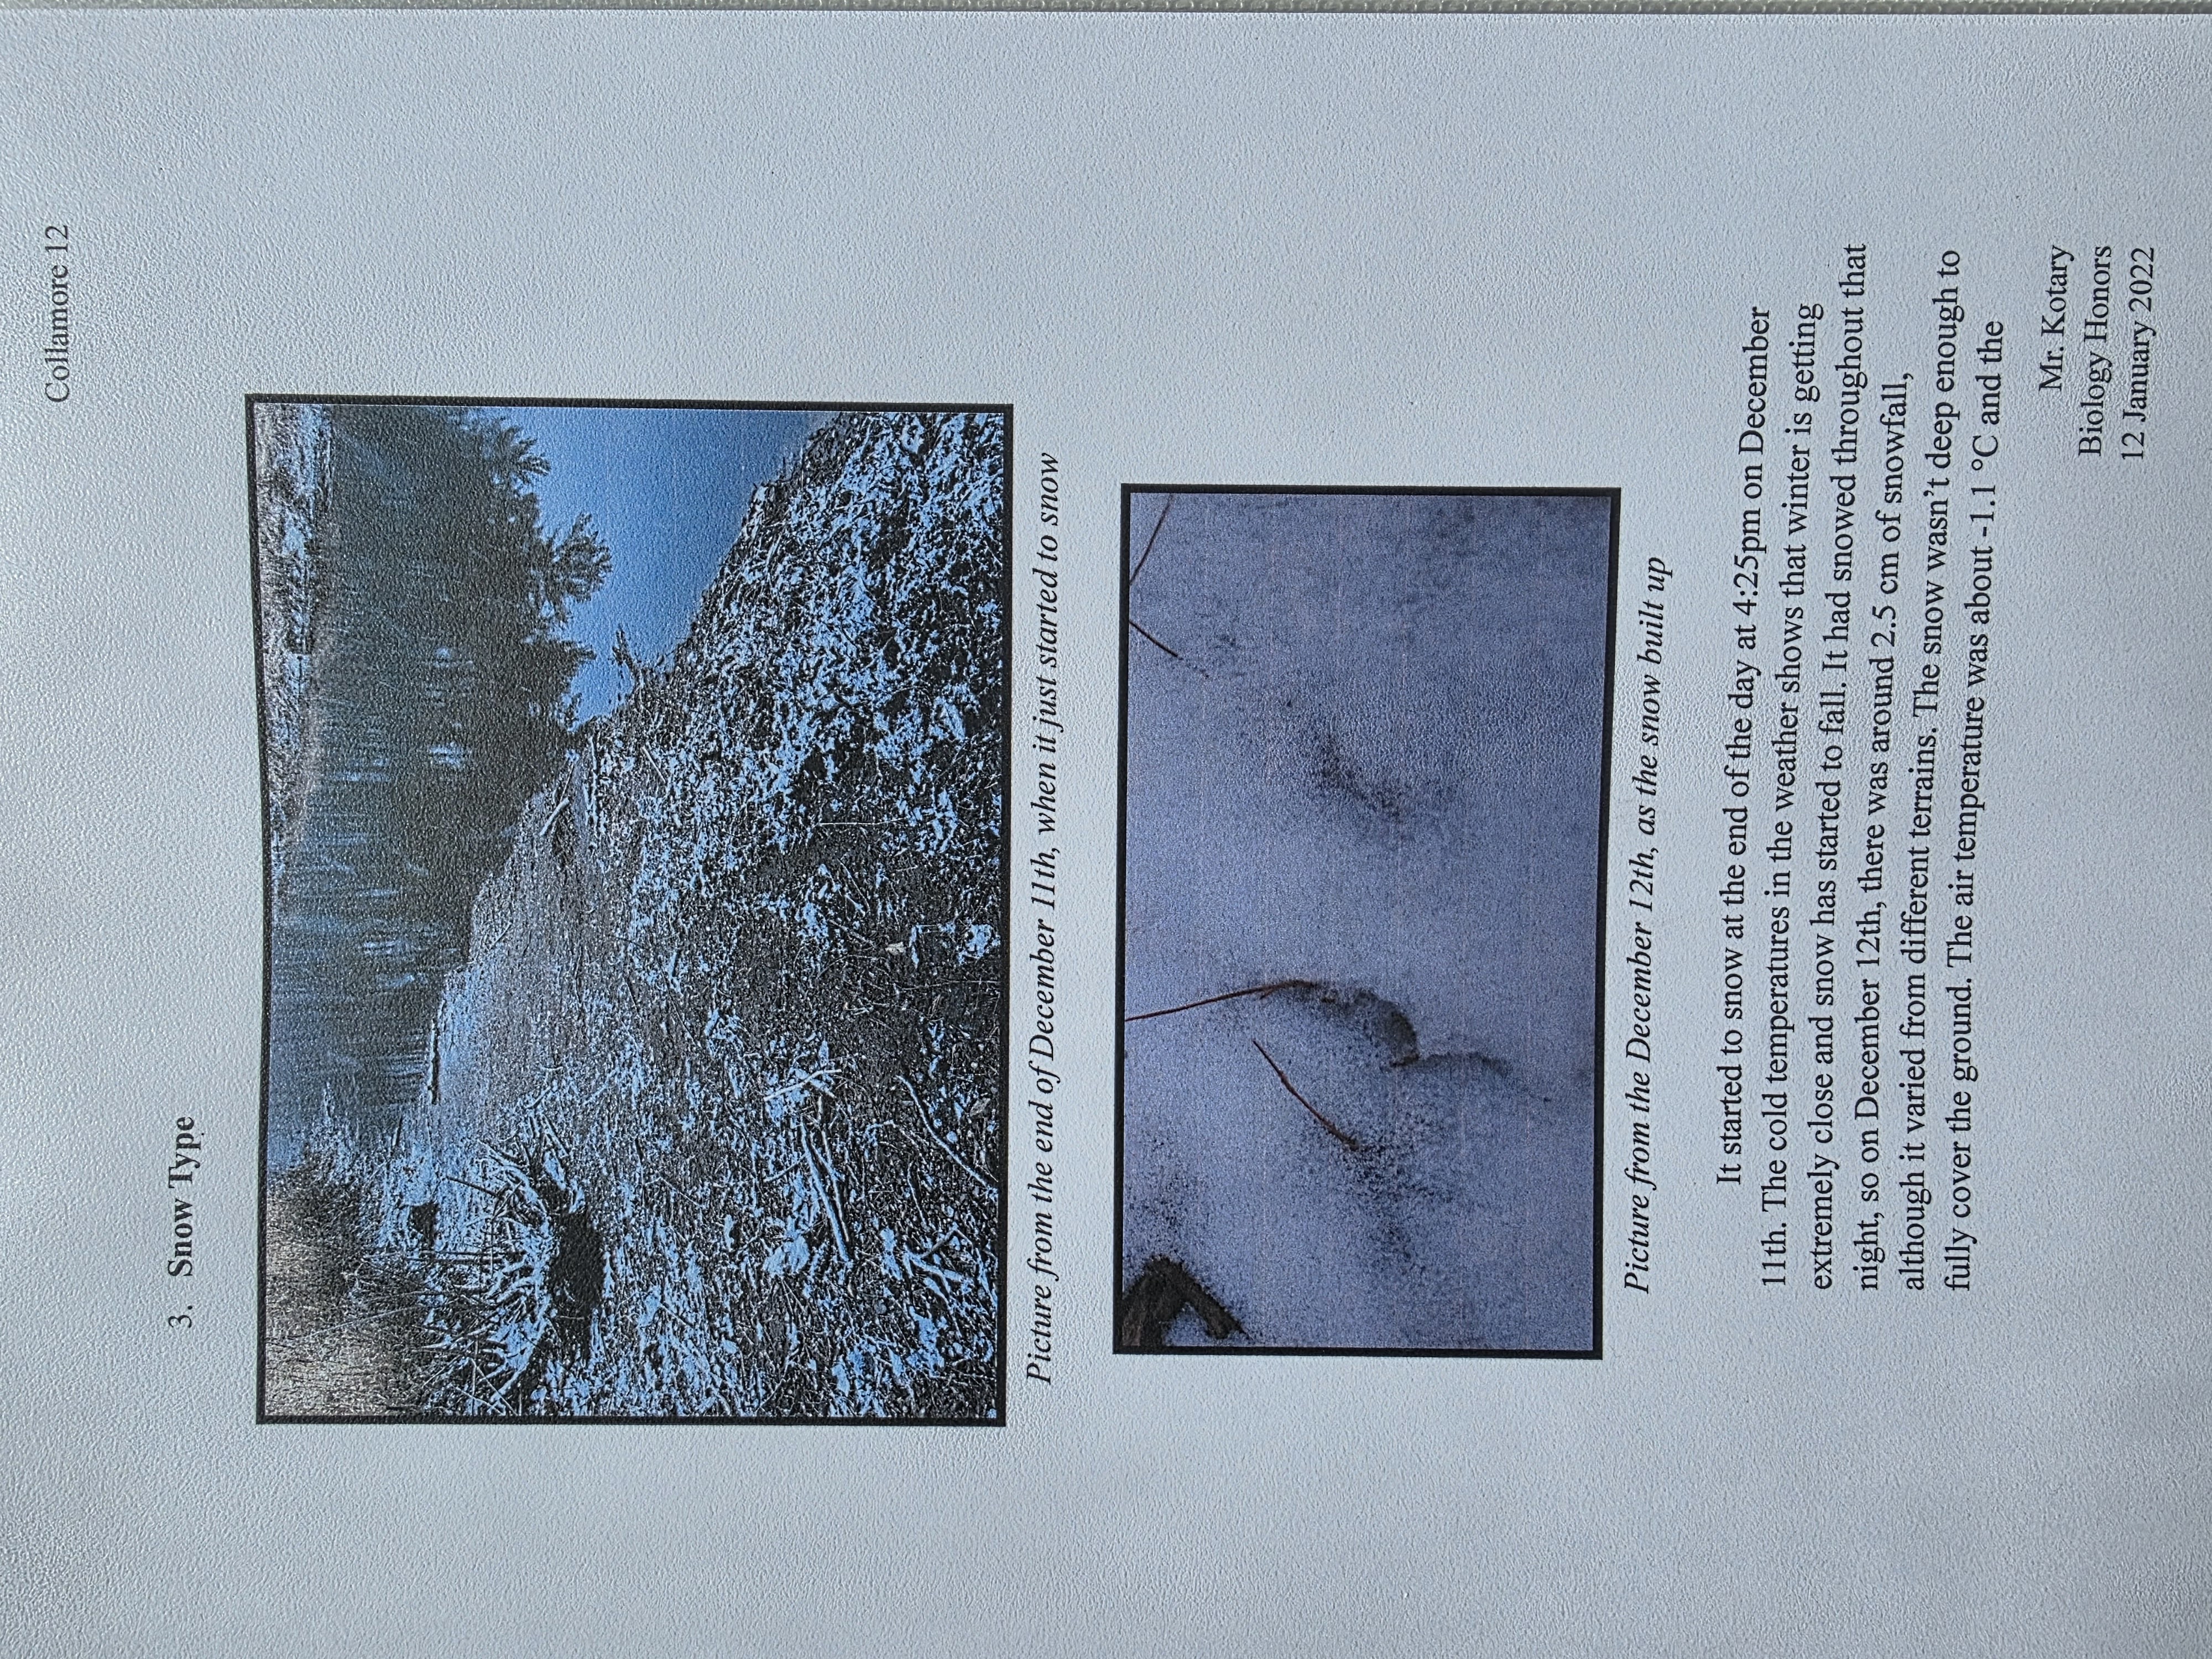 Collamore 12
3. Snow Type
Picture from the end of December 11th, when it just started to snow
Picture from the December 12th, as the snow built up
It started to snow at the end of the day at 4:25pm on December
11th. The cold temperatures in the weather shows that winter is getting
extremely close and snow has started to fall. It had snowed throughout that
night, so on December 12th, there was around 2.5 cm of snowfall,
although it varied from different terrains. The snow wasn’t deep enough to
fully cover the ground. The air temperature was about -1.1 °C and the
Mr. Kotary
Biology Honors
12 January 2022